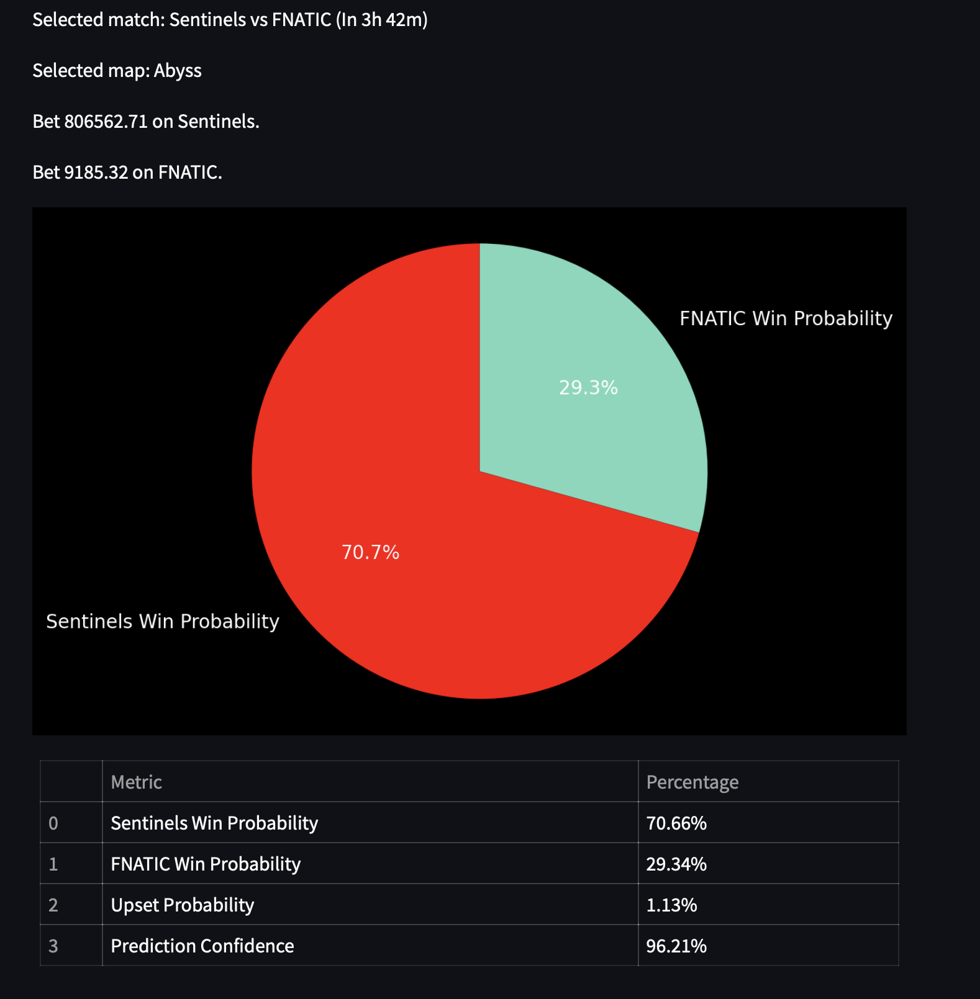 Selected match: Sentinels vs FNATIC (In 3h 42m)
Selected map: Abyss
Bet 806562.71 on Sentinels.
Bet 9185.32 on FNATIC.
FNATIC Win Probability
29.3%
70.7%
Sentinels Win Probability
Metric Percentage
0 Sentinels Win Probability 70.66%
1 FNATIC Win Probability 29.34%
2 Upset Probability 1.13%
3 Prediction Confidence 96.21%